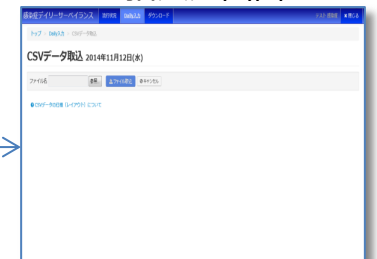 感染症デイリーサーベイランス 流行状況 Daily入力 ダウンロード
閉じる
トップ > Daily入力 > CSVデータ取込
CSVデータ取込 2014年11月12日(水)
ファイル名 参照 ファイル取込 キャンセル
CSVデータの仕様（レイアウト）について